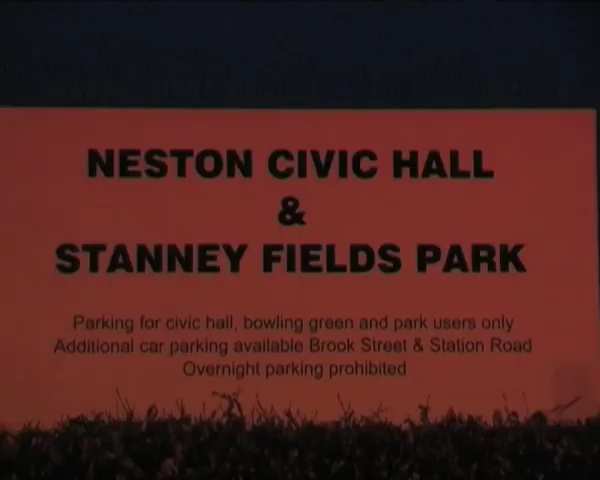 NESTON CIVIC HALL
&
STANNEY FIELDS PARK
Parking for civic hall, bowling green and park users only
Additional car parking available Brook Street & Station Road
Overnight parking prohibited